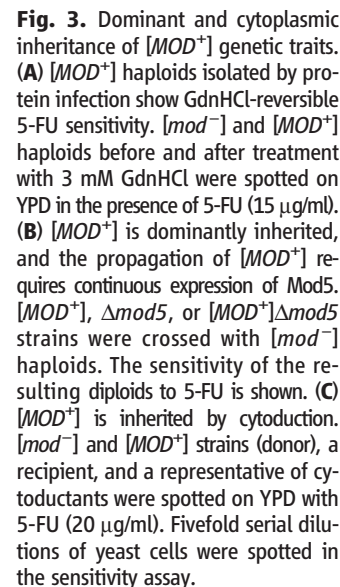 Fig. 3. Dominant and cytoplasmic
inheritance of [MOD⁺] genetic traits.
(A) [MOD⁺] haploids isolated by pro-
tein infection show GdnHCl-reversible
5-FU sensitivity. [mod⁻] and [MOD⁺]
haploids before and after treatment
with 3 mM GdnHCl were spotted on
YPD in the presence of 5-FU (15 μg/ml).
(B) [MOD⁺] is dominantly inherited,
and the propagation of [MOD⁺] re-
quires continuous expression of Mod5.
[MOD⁺], Δmod5, or [MOD⁺]Δmod5
strains were crossed with [mod⁻]
haploids. The sensitivity of the re-
sulting diploids to 5-FU is shown. (C)
[MOD⁺] is inherited by cytoduction.
[mod⁻] and [MOD⁺] strains (donor), a
recipient, and a representative of cy-
toductants were spotted on YPD with
5-FU (20 μg/ml). Fivefold serial dilu-
tions of yeast cells were spotted in
the sensitivity assay.